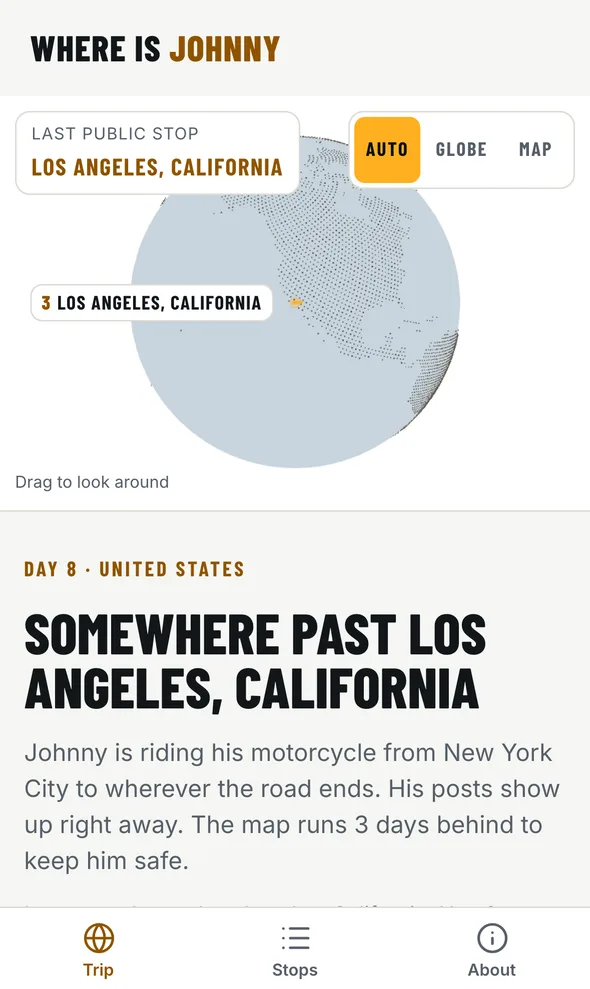 WHERE IS JOHNNY
LAST PUBLIC STOP
LOS ANGELES, CALIFORNIA
AUTO GLOBE MAP
3 LOS ANGELES, CALIFORNIA
Drag to look around
DAY 8 · UNITED STATES
SOMEWHERE PAST LOS
ANGELES, CALIFORNIA
Johnny is riding his motorcycle from New York
City to wherever the road ends. His posts show
up right away. The map runs 3 days behind to
keep him safe.
Trip Stops About